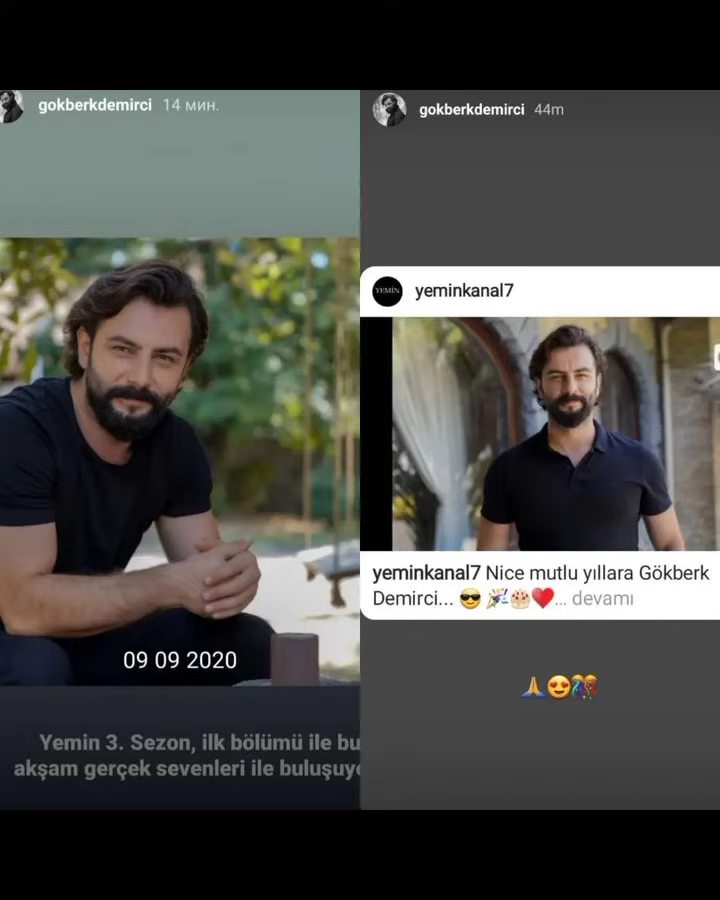 gokberkdemirci 14 мин.
09 09 2020
Yemin 3. Sezon, ilk bölümü ile bu
akşam gerçek sevenleri ile buluşuy
gokberkdemirci 44m
YEMİN
yeminkanal7
yeminkanal7 Nice mutlu yıllara Gökberk
Demirci... 😎 🎉🎂❤️... devamı
🙏😍🎊